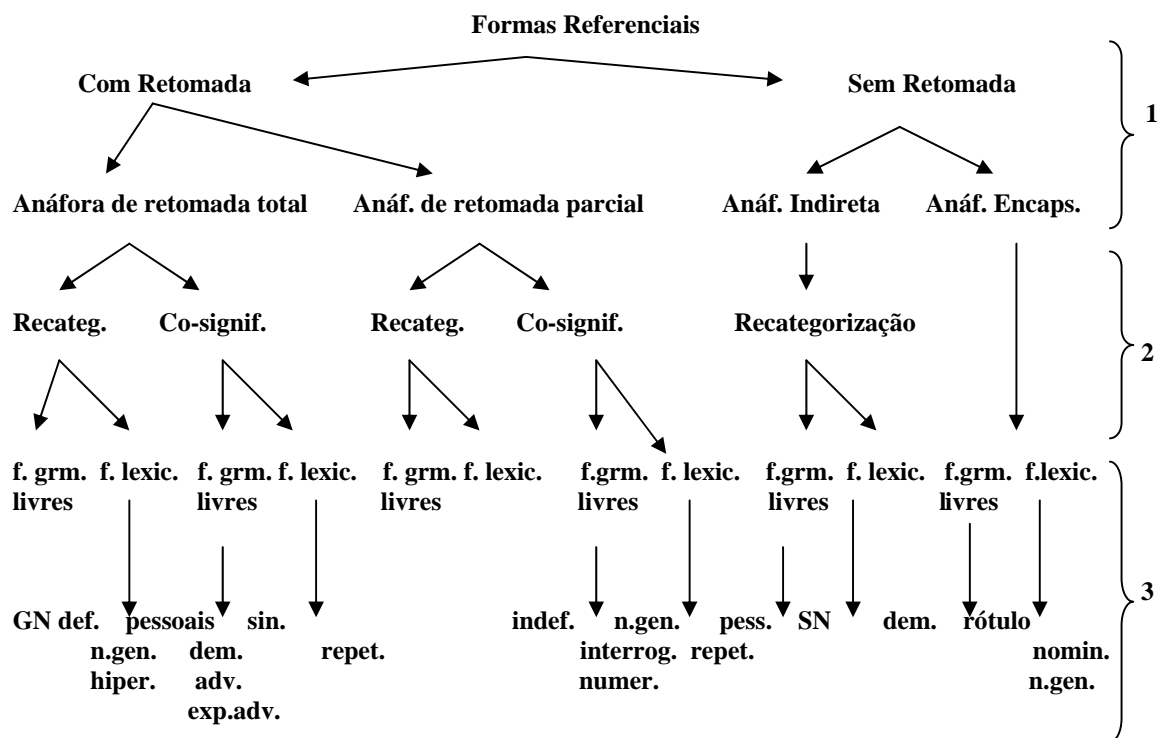 Formas Referenciais
Com Retomada Sem Retomada
1
Anáfora de retomada total Anáf. de retomada parcial Anáf. Indireta Anáf. Encaps.
Recateg. Co-signif. Recateg. Co-signif. Recategorização
2
f. grm. f. lexic. f. grm. f. lexic. f. grm. f. lexic. f.grm. f. lexic. f.grm. f. lexic. f.grm. f.lexic.
livres livres livres livres livres livres
3
GN def. pessoais sin. indef. n.gen. pess. SN dem. rótulo
n.gen. dem. repet. interrog. repet. nomin.
hiper. adv. numer. n.gen.
exp.adv.